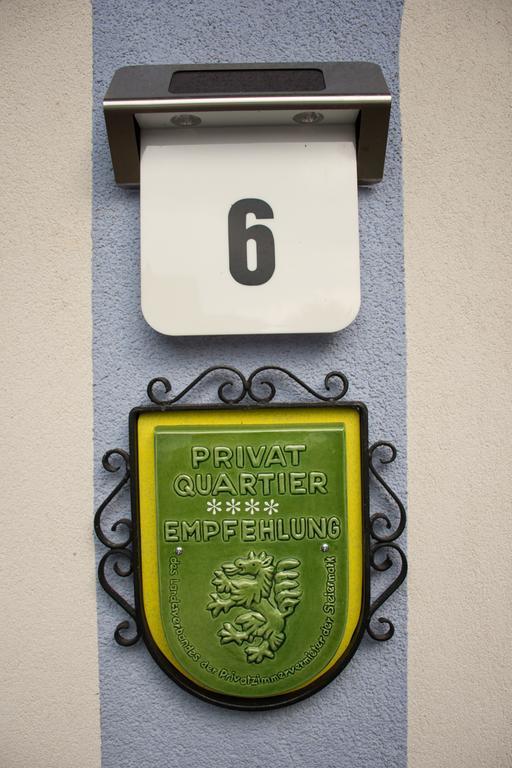 6
PRIVAT
QUARTIER
****
EMPFEHLUNG
des Landesverbandes der Privatzimmervermieter der Steiermark